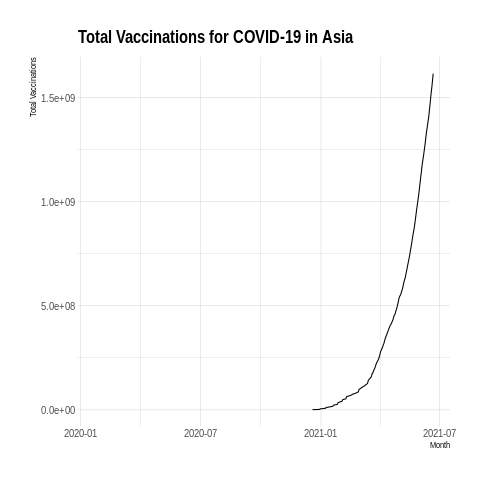 Total Vaccinations for COVID-19 in Asia
Total Vaccinations
1.5e+09
1.0e+09
5.0e+08
0.0e+00
2020-01
2020-07
2021-01
2021-07
Month